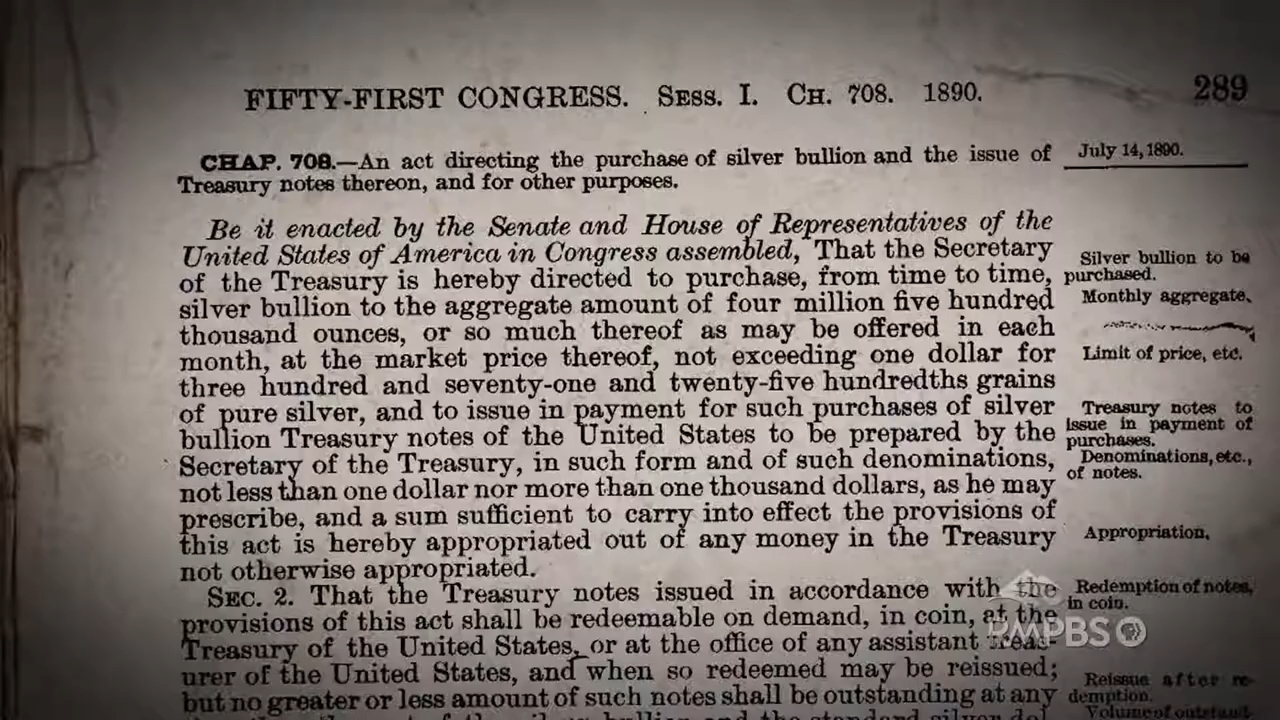 FIFTY-FIRST CONGRESS. SESS. I. CH. 708. 1890.
289
CHAP. 708.—An act directing the purchase of silver bullion and the issue of
Treasury notes thereon, and for other purposes.
July 14, 1890.
Be it enacted by the Senate and House of Representatives of the
United States of America in Congress assembled, That the Secretary
of the Treasury is hereby directed to purchase, from time to time,
silver bullion to the aggregate amount of four million five hundred
thousand ounces, or so much thereof as may be offered in each
month, at the market price thereof, not exceeding one dollar for
three hundred and seventy-one and twenty-five hundredths grains
of pure silver, and to issue in payment for such purchases of silver
bullion Treasury notes of the United States to be prepared by the
Secretary of the Treasury, in such form and of such denominations,
not less than one dollar nor more than one thousand dollars, as he may
prescribe, and a sum sufficient to carry into effect the provisions of
this act is hereby appropriated out of any money in the Treasury
not otherwise appropriated.
Silver bullion to be
purchased.
Monthly aggregate.
Limit of price, etc.
Treasury notes to
issue in payment of
purchases.
Denominations, etc.,
of notes.
Appropriation.
SEC. 2. That the Treasury notes issued in accordance with the
provisions of this act shall be redeemable on demand, in coin, at the
Treasury of the United States, or at the office of any assistant treas-
urer of the United States, and when so redeemed may be reissued;
but no greater or less amount of such notes shall be outstanding at any
Redemption of notes,
in coin.
Reissue after re-
demption.
Volume of outstand-
RMPBS